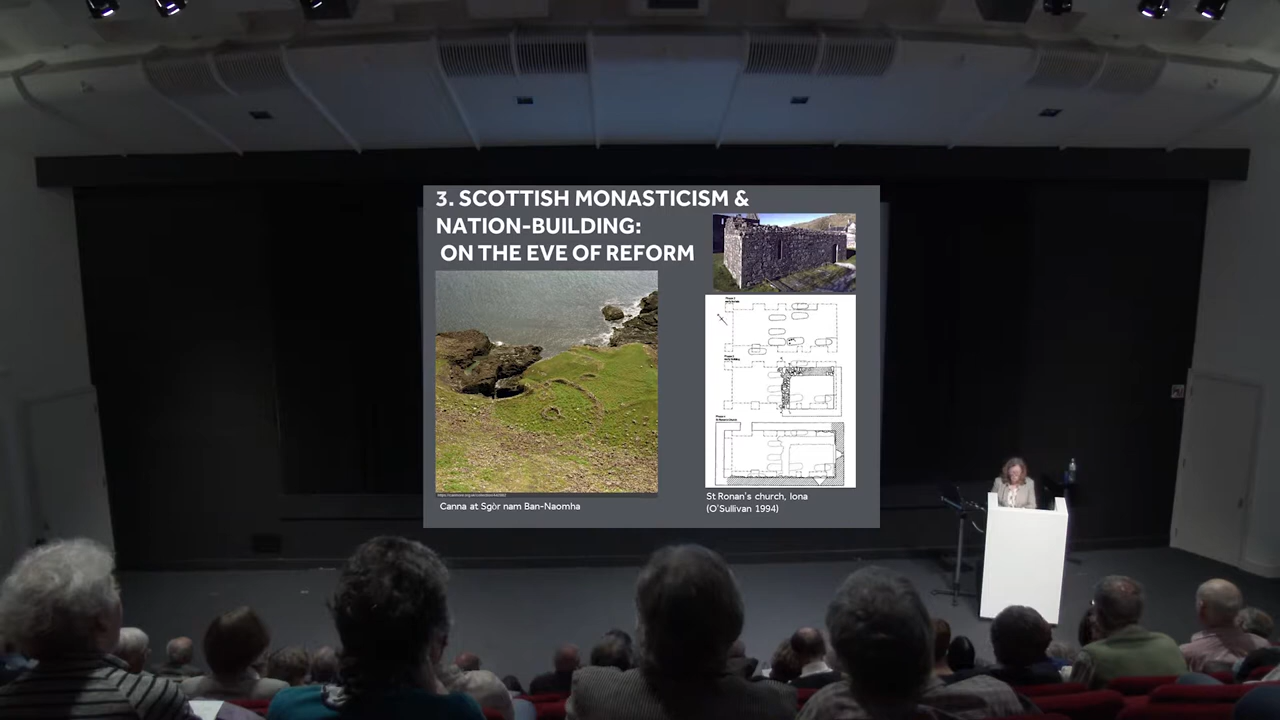 3. SCOTTISH MONASTICISM &
NATION-BUILDING:
ON THE EVE OF REFORM
Canna at Sgòr nam Ban-Naomha
St Ronan's church, Iona
(O'Sullivan 1994)